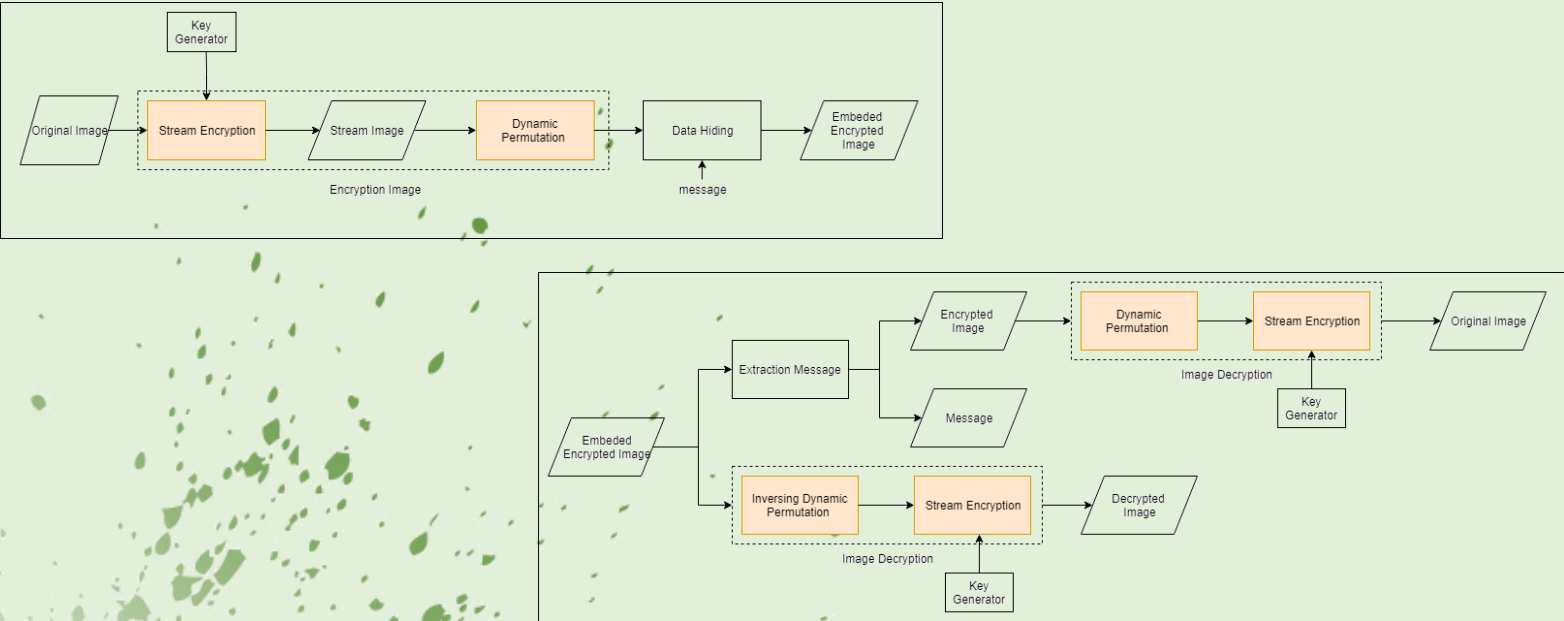 Key
Generator
Original Image
Stream Encryption
Stream Image
Dynamic
Permutation
Data Hiding
Embeded
Encrypted
Image
Encryption Image
message
Encrypted
Image
Dynamic
Permutation
Stream Encryption
Original Image
Image Decryption
Key
Generator
Extraction Message
Message
Embeded
Encrypted Image
Inversing Dynamic
Permutation
Stream Encryption
Decrypted
Image
Image Decryption
Key
Generator